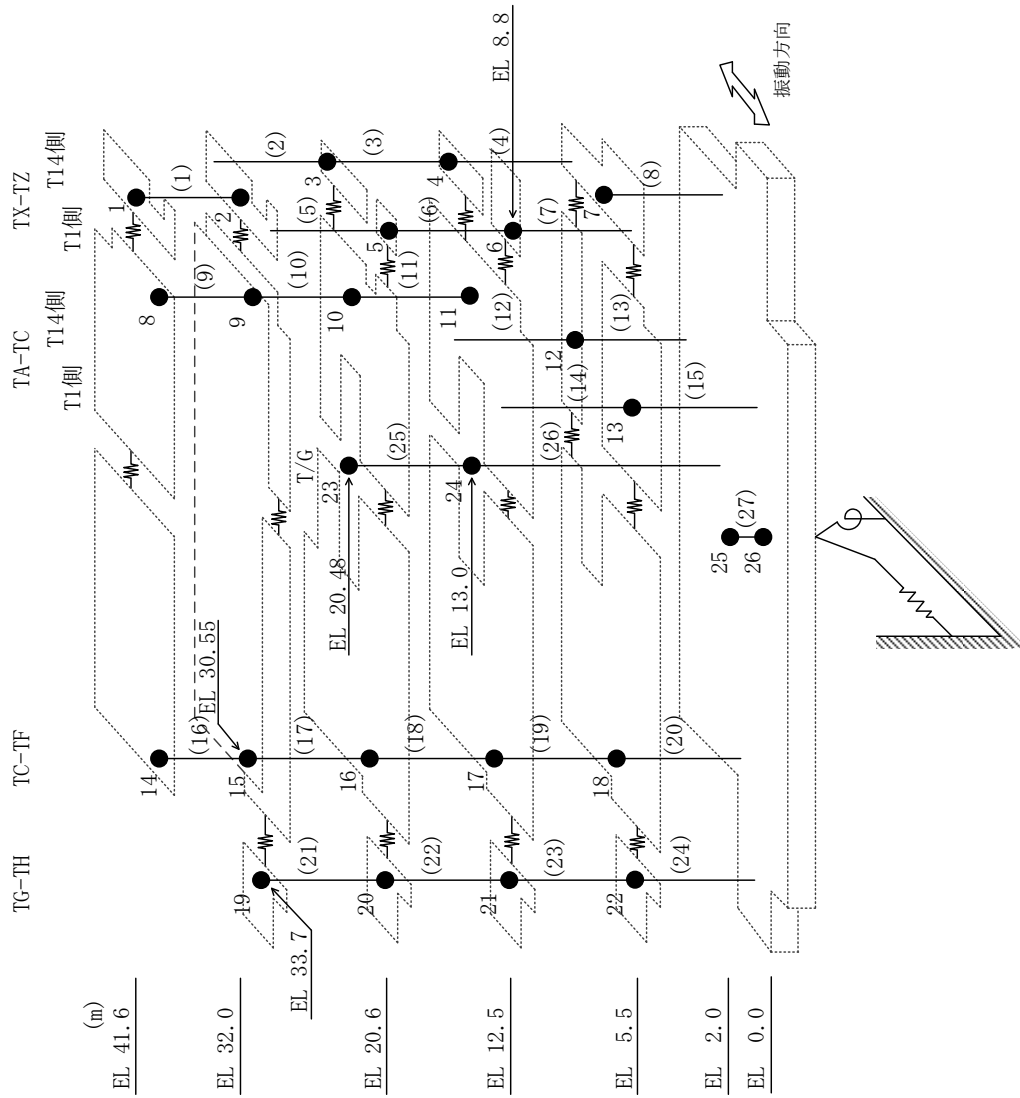 TG-TH
TC-TF
TA-TC
T1側
T14側
TX-TZ
T1側
T14側
(m)
EL 41.6
EL 32.0
EL 20.6
EL 12.5
EL 5.5
EL 2.0
EL 0.0
EL 33.7
EL 30.55
EL 20.48
EL 13.0
EL 8.8
T/G
振動方向
1
2
3
4
5
6
7
8
9
10
11
12
13
14
15
16
17
18
19
20
21
22
23
24
25
26
(1)
(2)
(3)
(4)
(5)
(6)
(7)
(8)
(9)
(10)
(11)
(12)
(13)
(14)
(15)
(16)
(17)
(18)
(19)
(20)
(21)
(22)
(23)
(24)
(25)
(26)
(27)